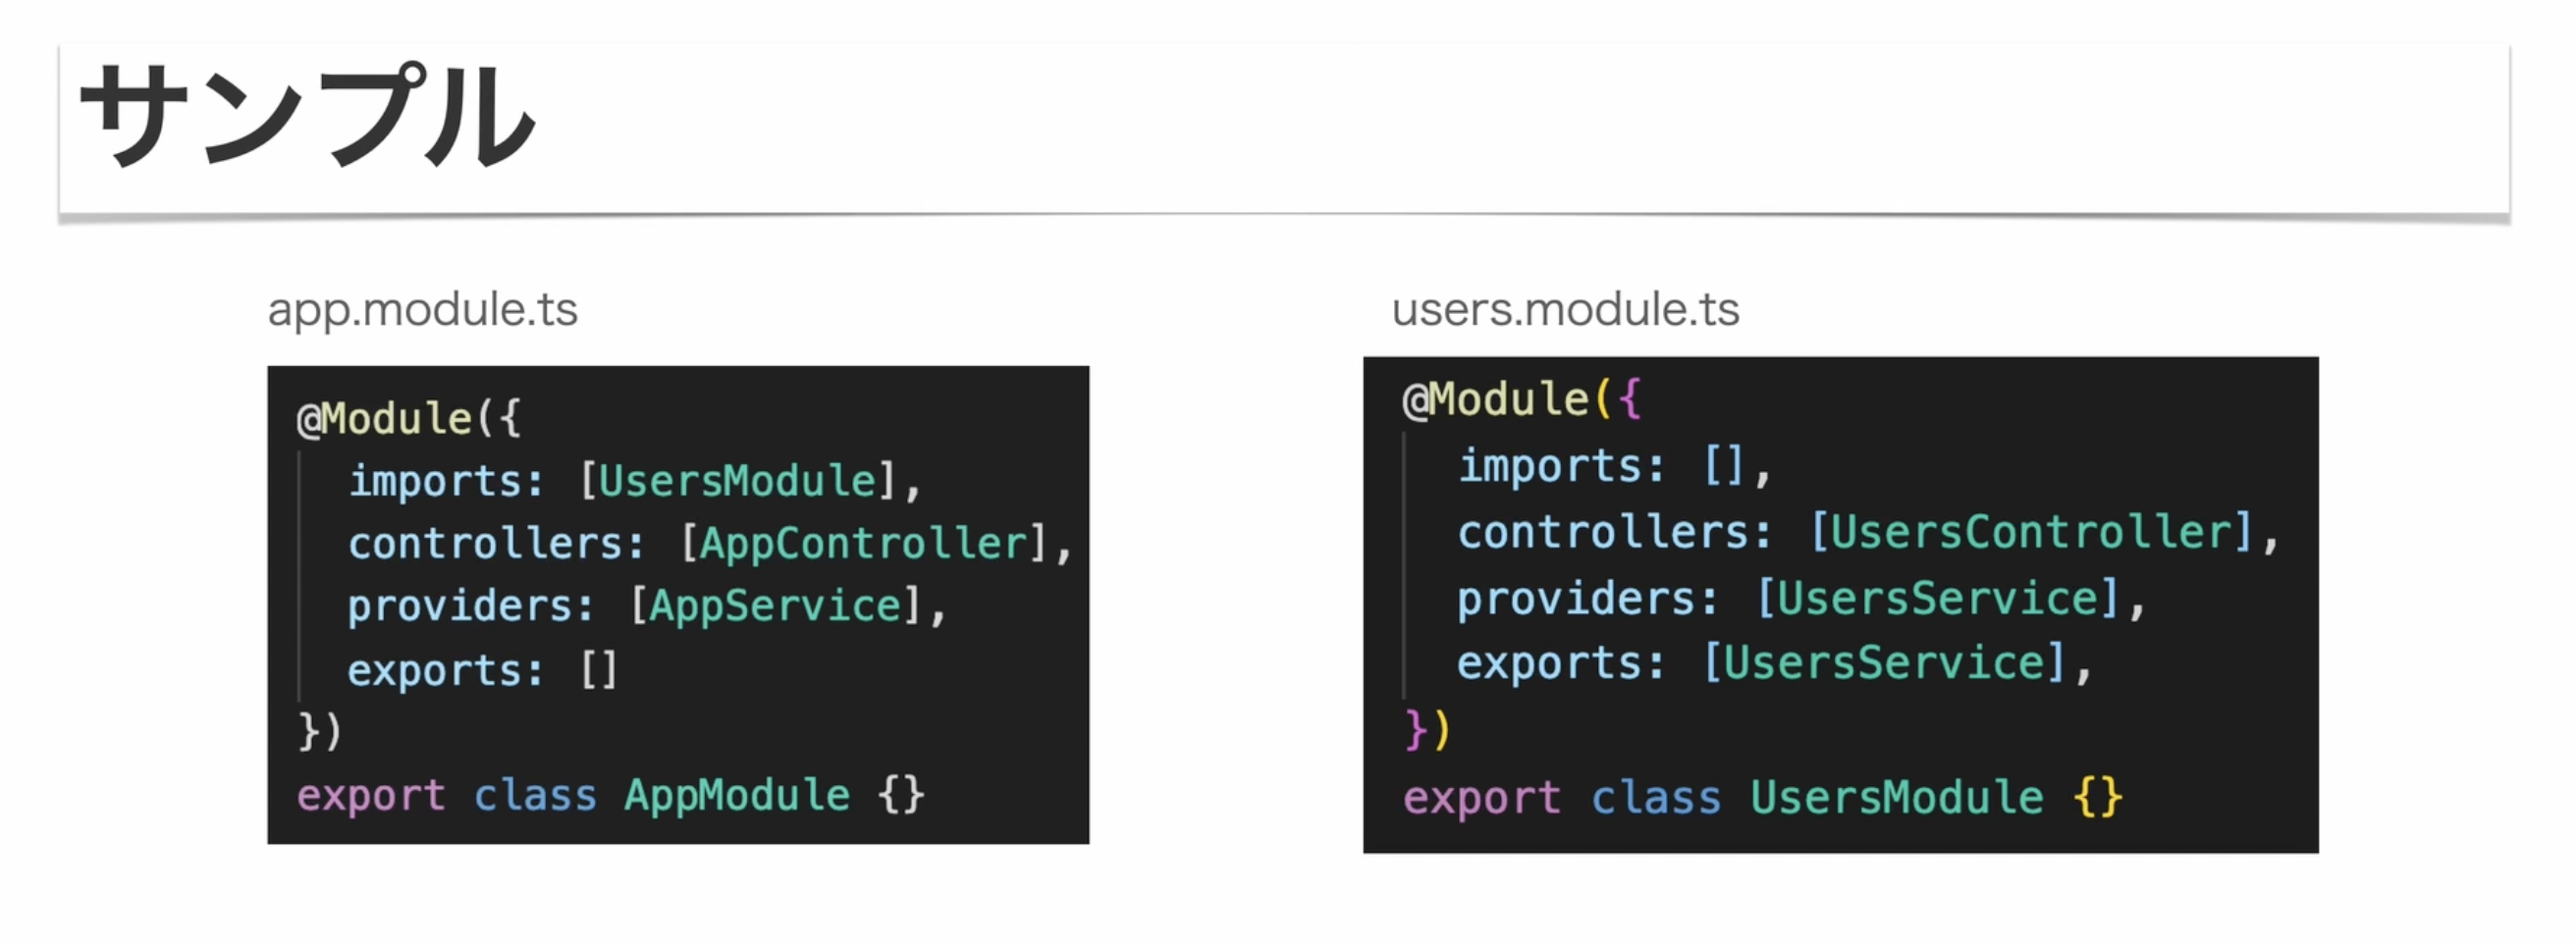 サンプル
app.module.ts
@Module({
  imports: [UsersModule],
  controllers: [AppController],
  providers: [AppService],
  exports: []
})
export class AppModule {}
users.module.ts
@Module({
  imports: [],
  controllers: [UsersController],
  providers: [UsersService],
  exports: [UsersService],
})
export class UsersModule {}